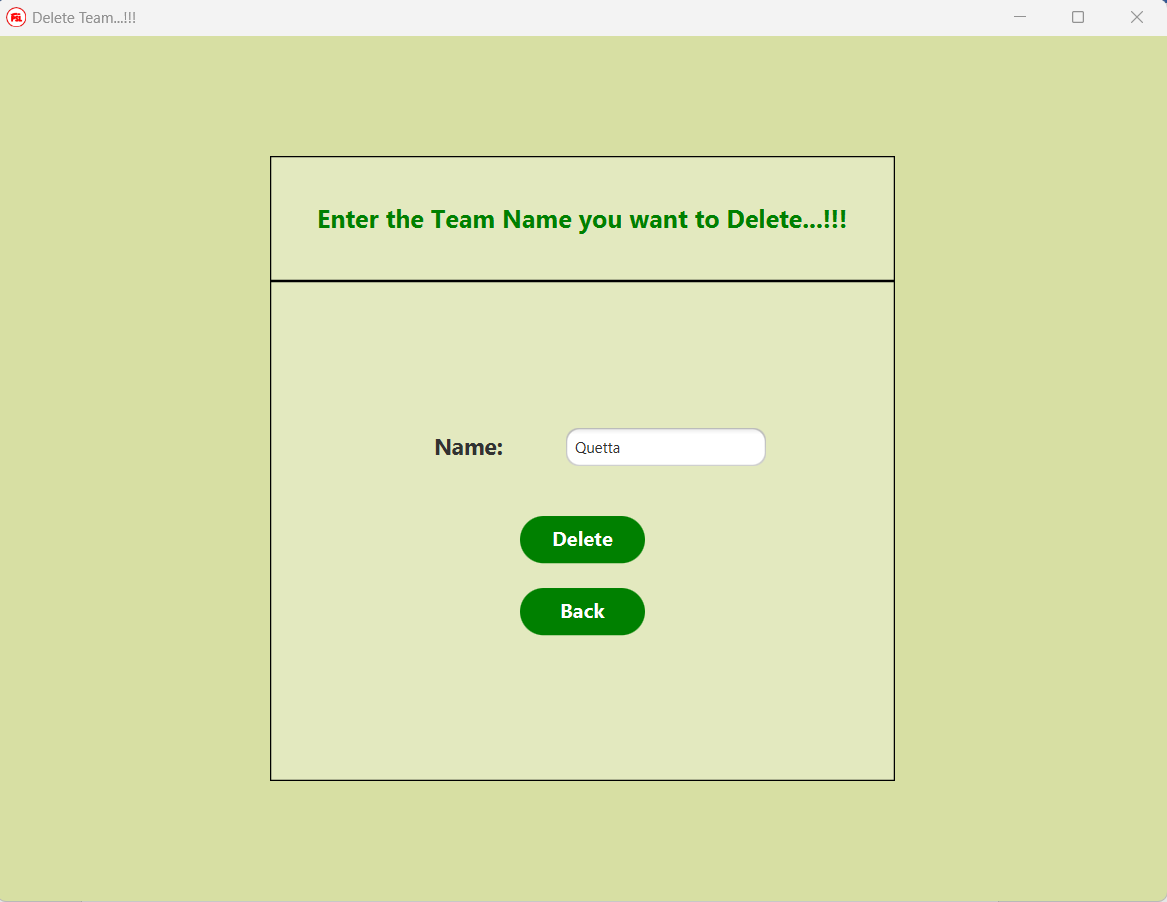 Delete Team...!!!
Enter the Team Name you want to Delete...!!!
Name:
Quetta
Delete
Back